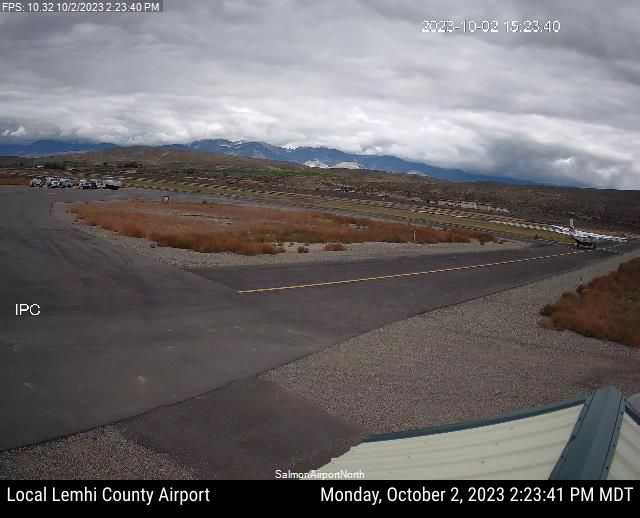 FPS: 10.32 10/2/2023 2:23:40 PM
2023-10-02 15:23:40
IPC
SalmonAirportNorth
Local Lemhi County Airport
Monday, October 2, 2023 2:23:41 PM MDT